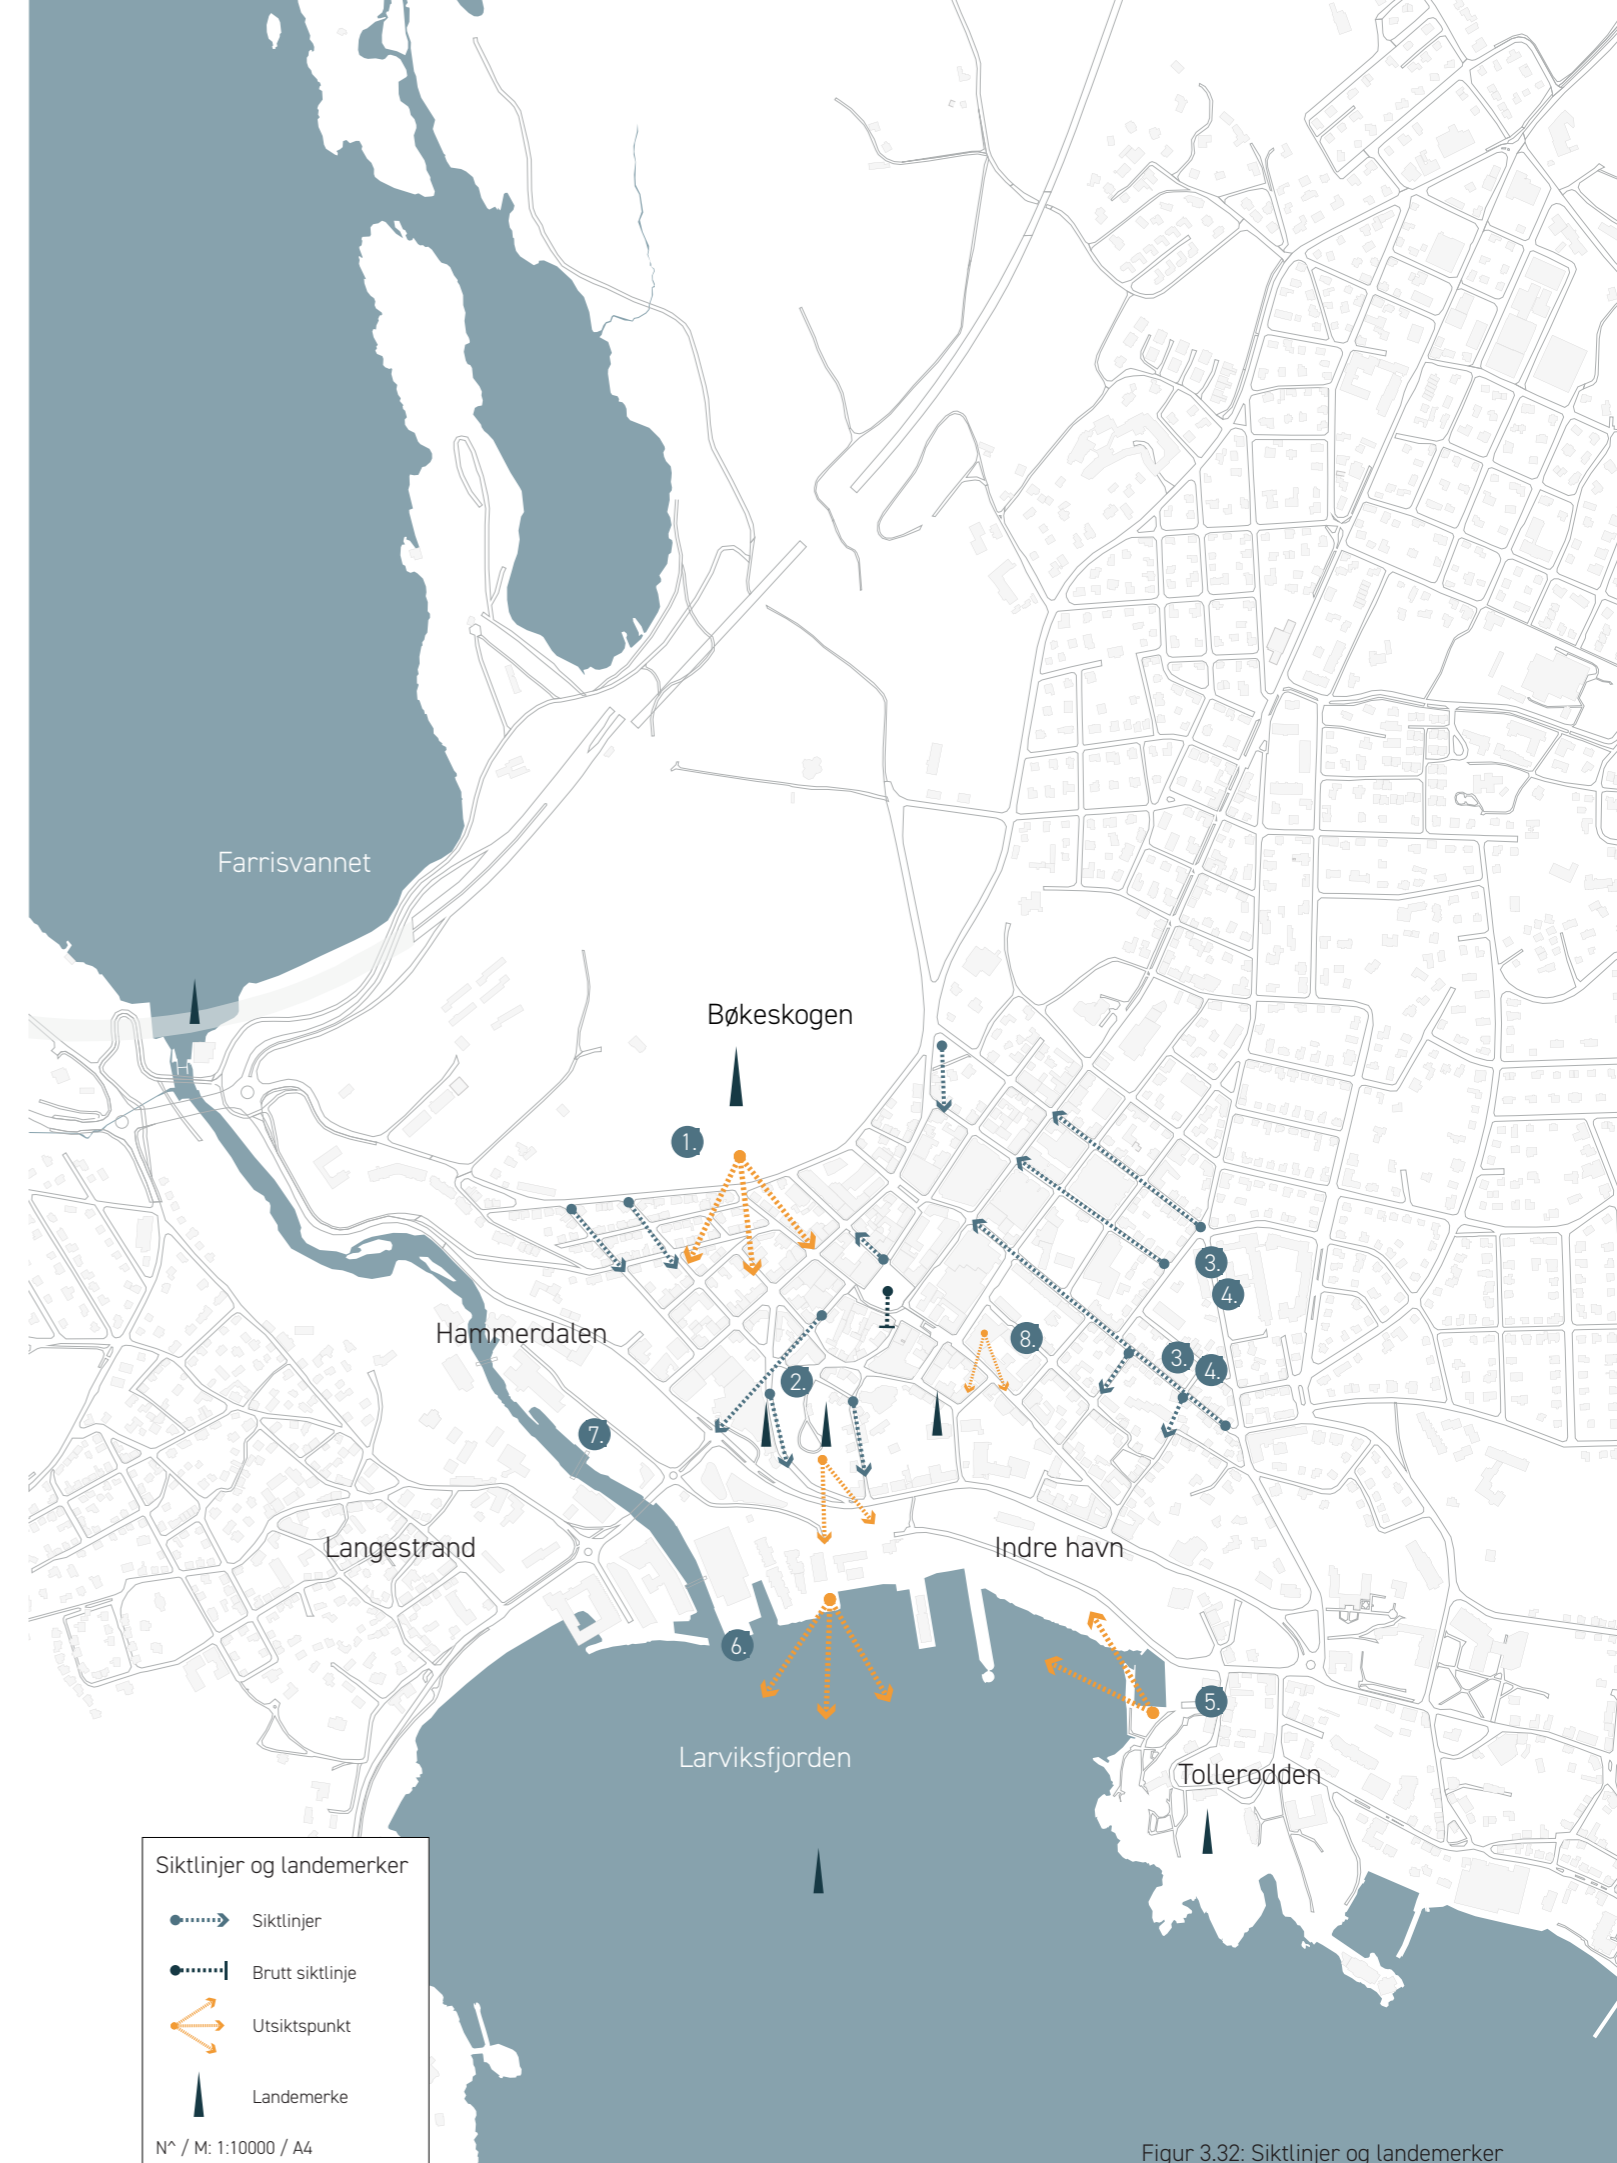 Farrisvannet
Bøkeskogen
1.
3.
4.
Hammerdalen
8.
3.
4.
2.
7.
Langestrand
Indre havn
6.
5.
Larviksfjorden
Tollerodden
Siktlinjer og landemerker
Siktlinjer
Brutt siktlinje
Utsiktspunkt
Landemerke
N^ / M: 1:10000 / A4
Figur 3.32: Siktlinjer og landemerker